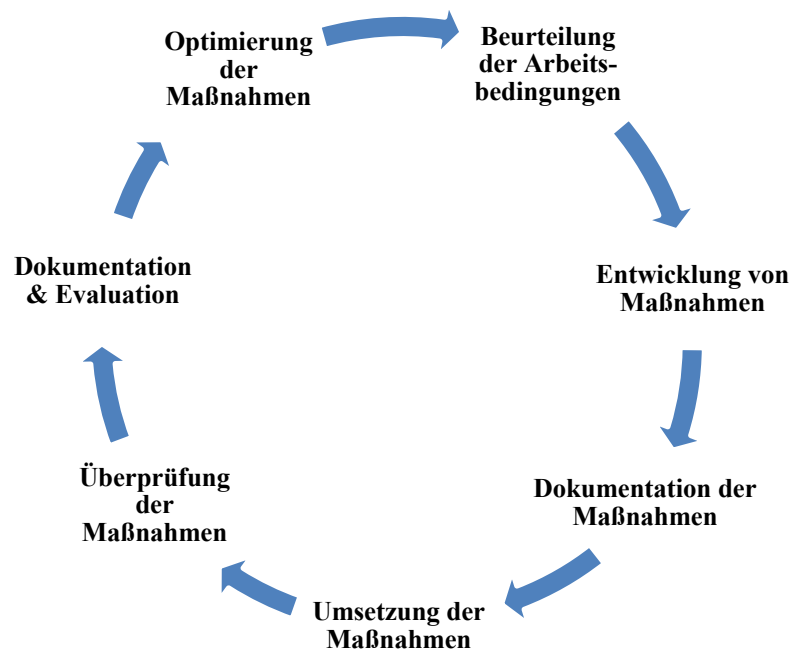 Optimierung
der
Maßnahmen
Beurteilung
der Arbeits-
bedingungen
Entwicklung von
Maßnahmen
Dokumentation der
Maßnahmen
Umsetzung der
Maßnahmen
Überprüfung
der
Maßnahmen
Dokumentation
& Evaluation